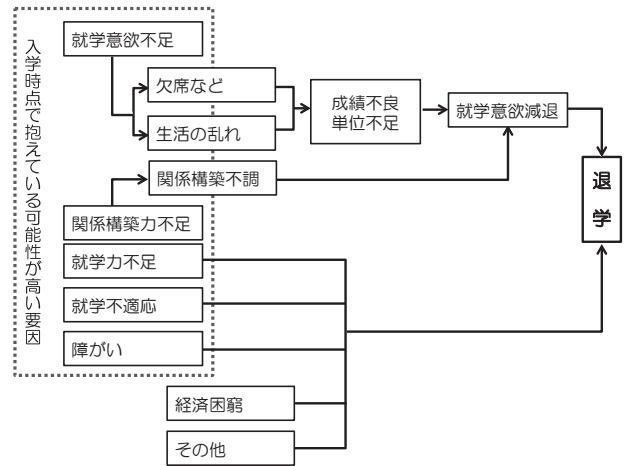 入学時点で抱えている可能性が高い要因
就学意欲不足
欠席など
生活の乱れ
成績不良
単位不足
就学意欲減退
退学
関係構築不調
関係構築力不足
就学力不足
就学不適応
障がい
経済困窮
その他